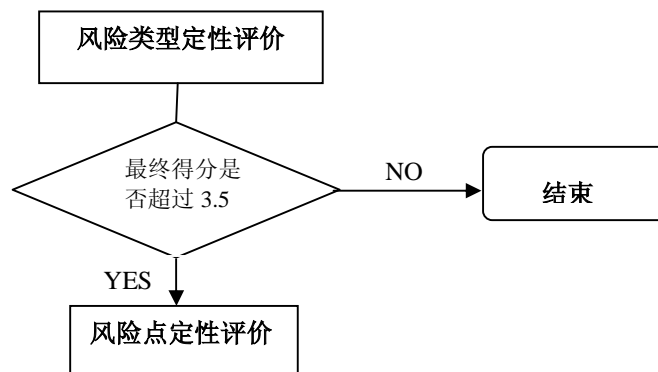 风险类型定性评价
最终得分是
否超过 3.5
NO
结束
YES
风险点定性评价